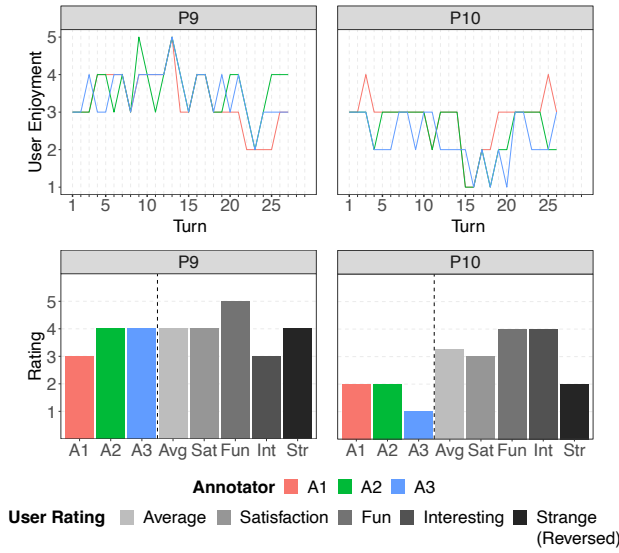 P9 P10
5
4
3
2
1
User Enjoyment
1 5 10 15 20 25 1 5 10 15 20 25
Turn Turn
P9 P10
5
4
3
2
1
Rating
A1 A2 A3 Avg Sat Fun Int Str A1 A2 A3 Avg Sat Fun Int Str
Annotator A1 A2 A3
User Rating Average Satisfaction Fun Interesting Strange
(Reversed)